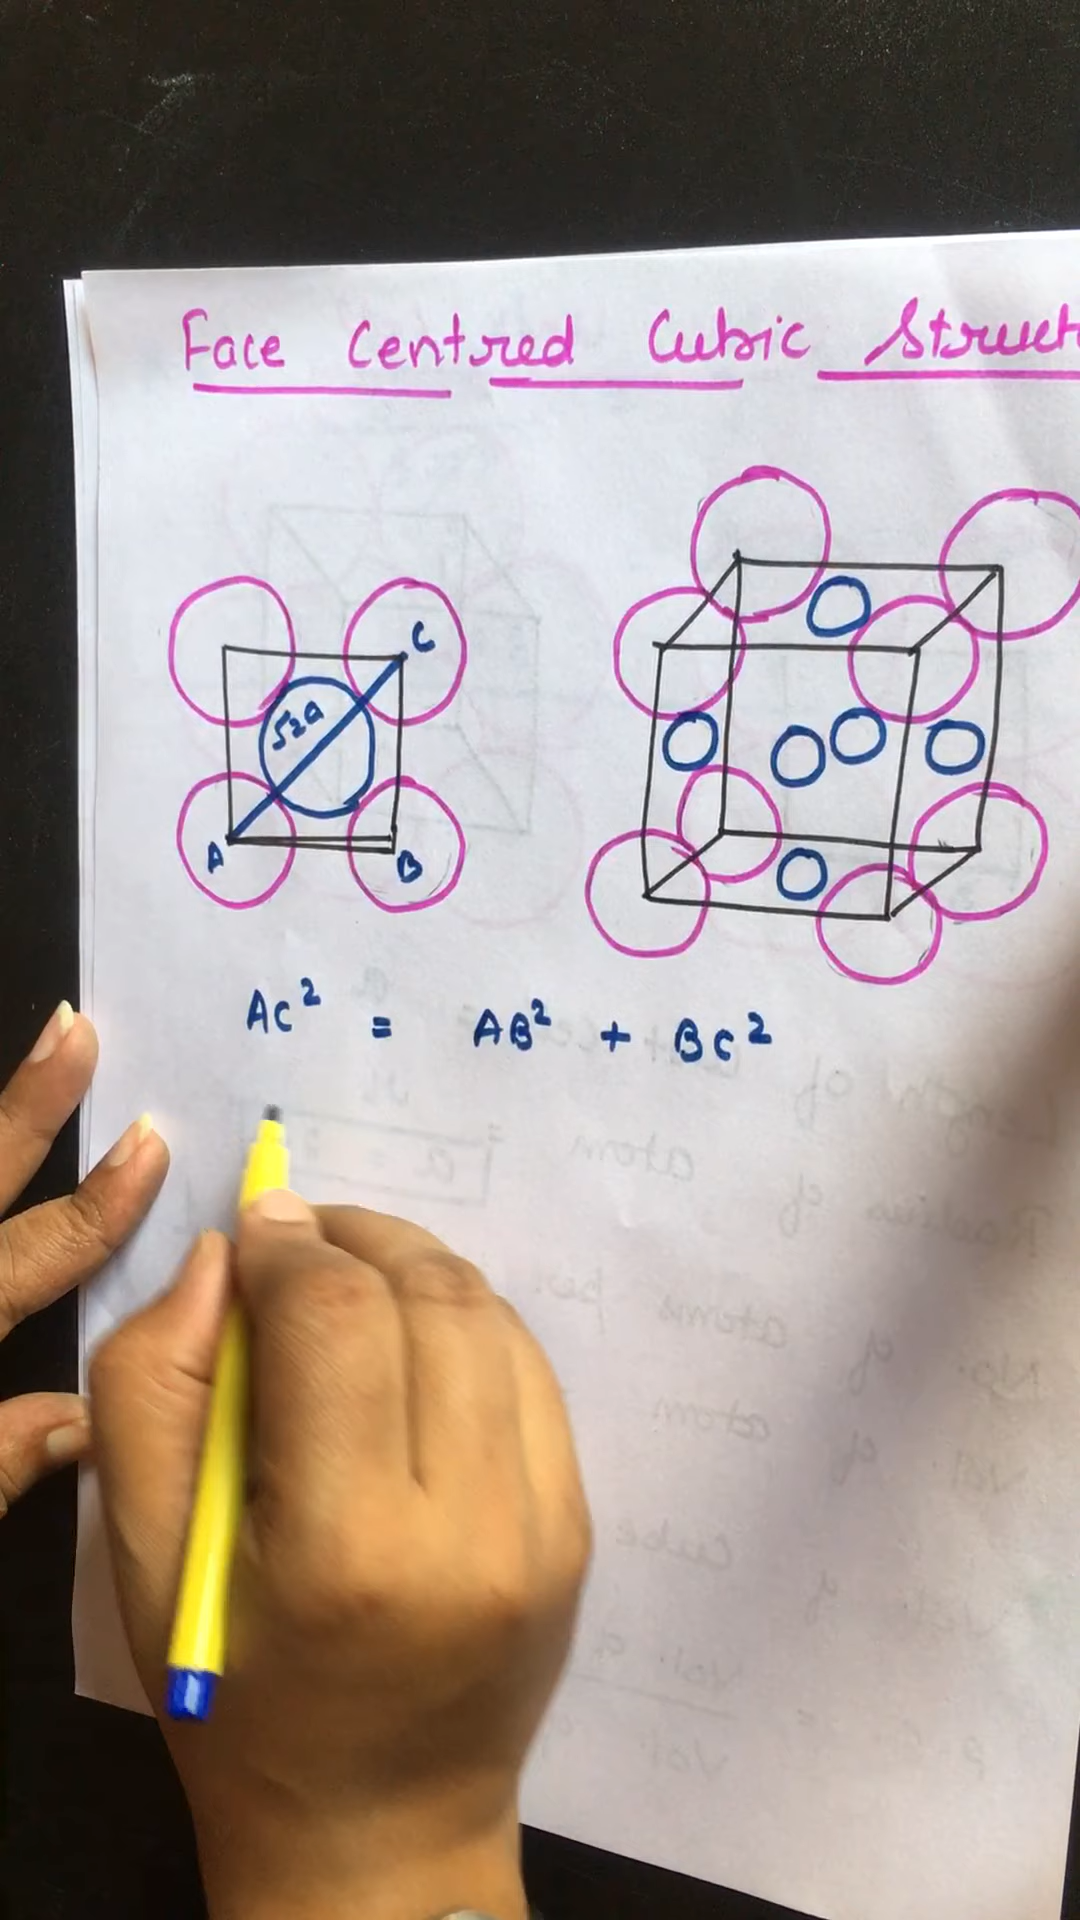 Face Centred Cubic Struct
C
√2a
A
B
AC² = AB² + BC²